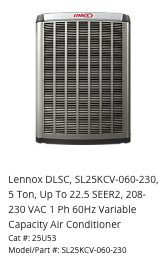 LENNOX
Lennox DLSC, SL25KCV-060-230,
5 Ton, Up To 22.5 SEER2, 208-
230 VAC 1 Ph 60Hz Variable
Capacity Air Conditioner
Cat #: 25U53
Model/Part #: SL25KCV-060-230